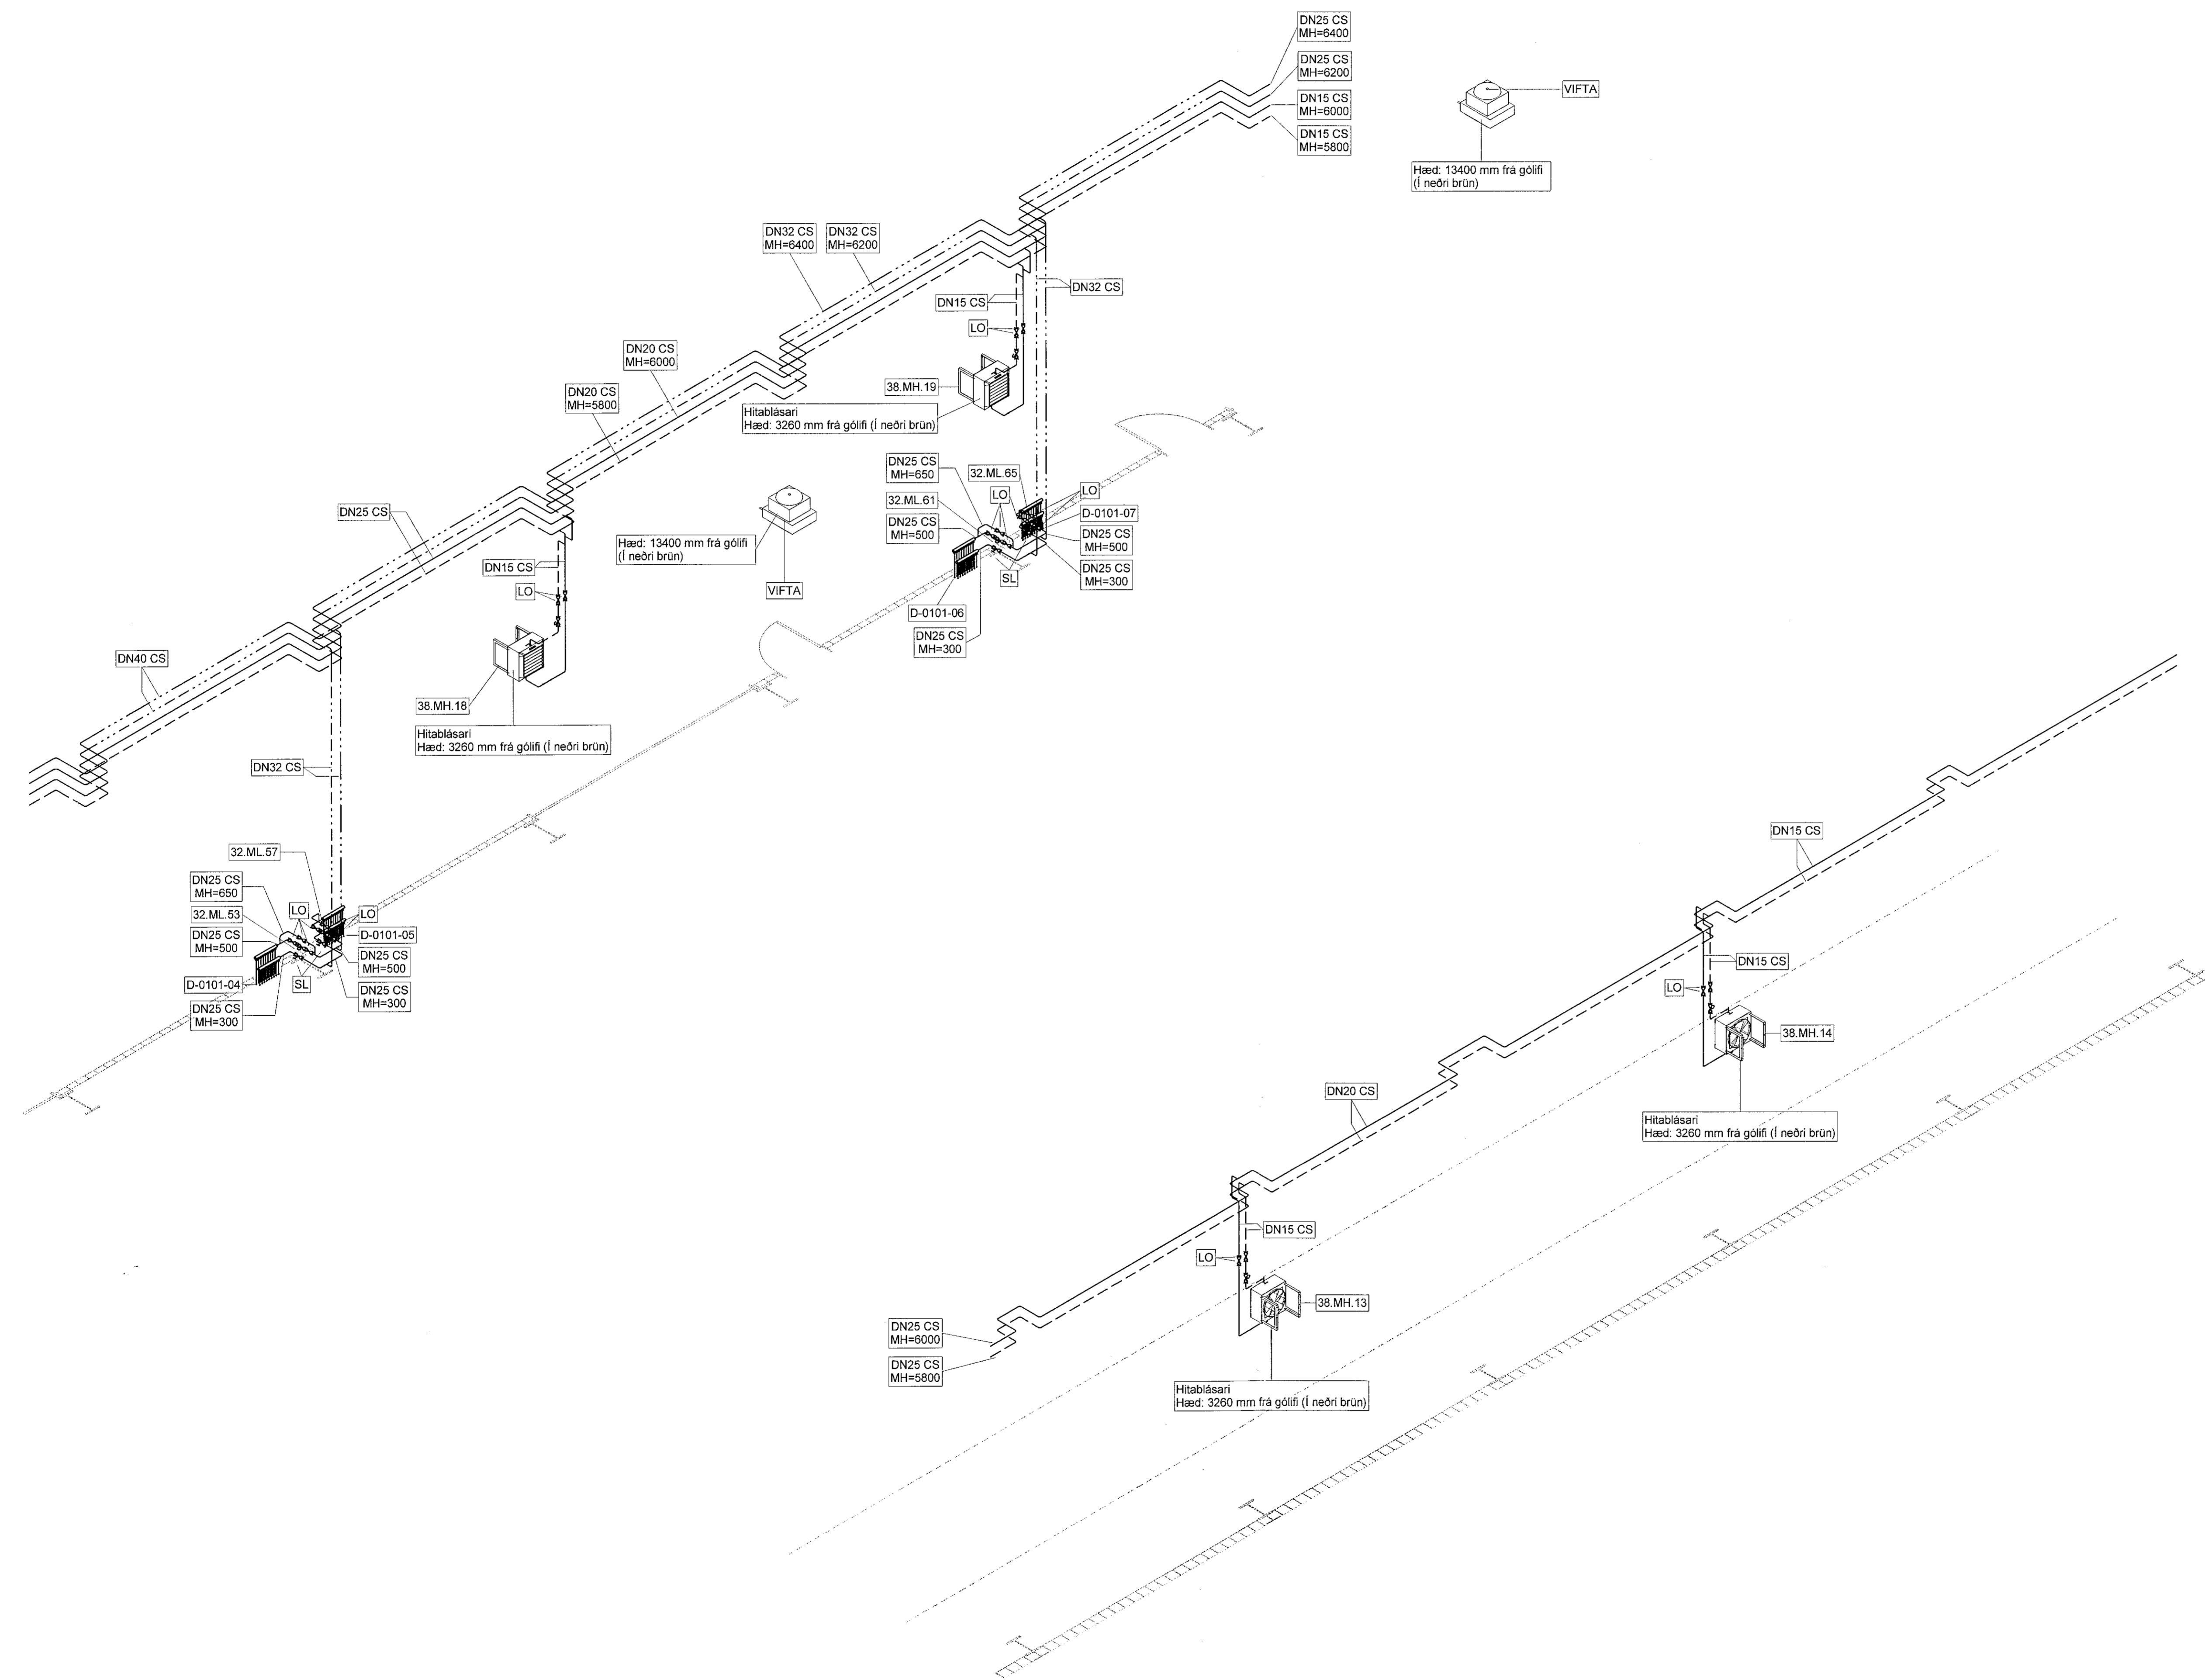 DN25 CS
MH=6400
DN25 CS
MH=6200
DN15 CS
MH=6000
DN15 CS
MH=5800
VIFTA
Hæð: 13400 mm frá gólfi
(Í neðri brún)
DN32 CS
MH=6400
DN32 CS
MH=6200
DN32 CS
DN15 CS
LO
DN20 CS
MH=6000
DN20 CS
MH=5800
38.MH.19
Hitablásari
Hæð: 3260 mm frá gólfi (Í neðri brún)
DN25 CS
MH=650
32.ML.65
LO
LO
32.ML.61
DN25 CS
MH=500
D-0101-07
DN25 CS
MH=500
DN25 CS
MH=300
SL
D-0101-06
DN25 CS
MH=300
DN25 CS
Hæð: 13400 mm frá gólfi
(Í neðri brún)
VIFTA
DN15 CS
LO
38.MH.18
Hitablásari
Hæð: 3260 mm frá gólfi (Í neðri brún)
DN40 CS
DN32 CS
32.ML.57
DN25 CS
MH=650
LO
LO
32.ML.53
DN25 CS
MH=500
D-0101-05
DN25 CS
MH=500
D-0101-04
SL
DN25 CS
MH=300
DN25 CS
MH=300
DN15 CS
DN15 CS
LO
38.MH.14
Hitablásari
Hæð: 3260 mm frá gólfi (Í neðri brún)
DN20 CS
DN15 CS
LO
38.MH.13
DN25 CS
MH=6000
DN25 CS
MH=5800
Hitablásari
Hæð: 3260 mm frá gólfi (Í neðri brún)